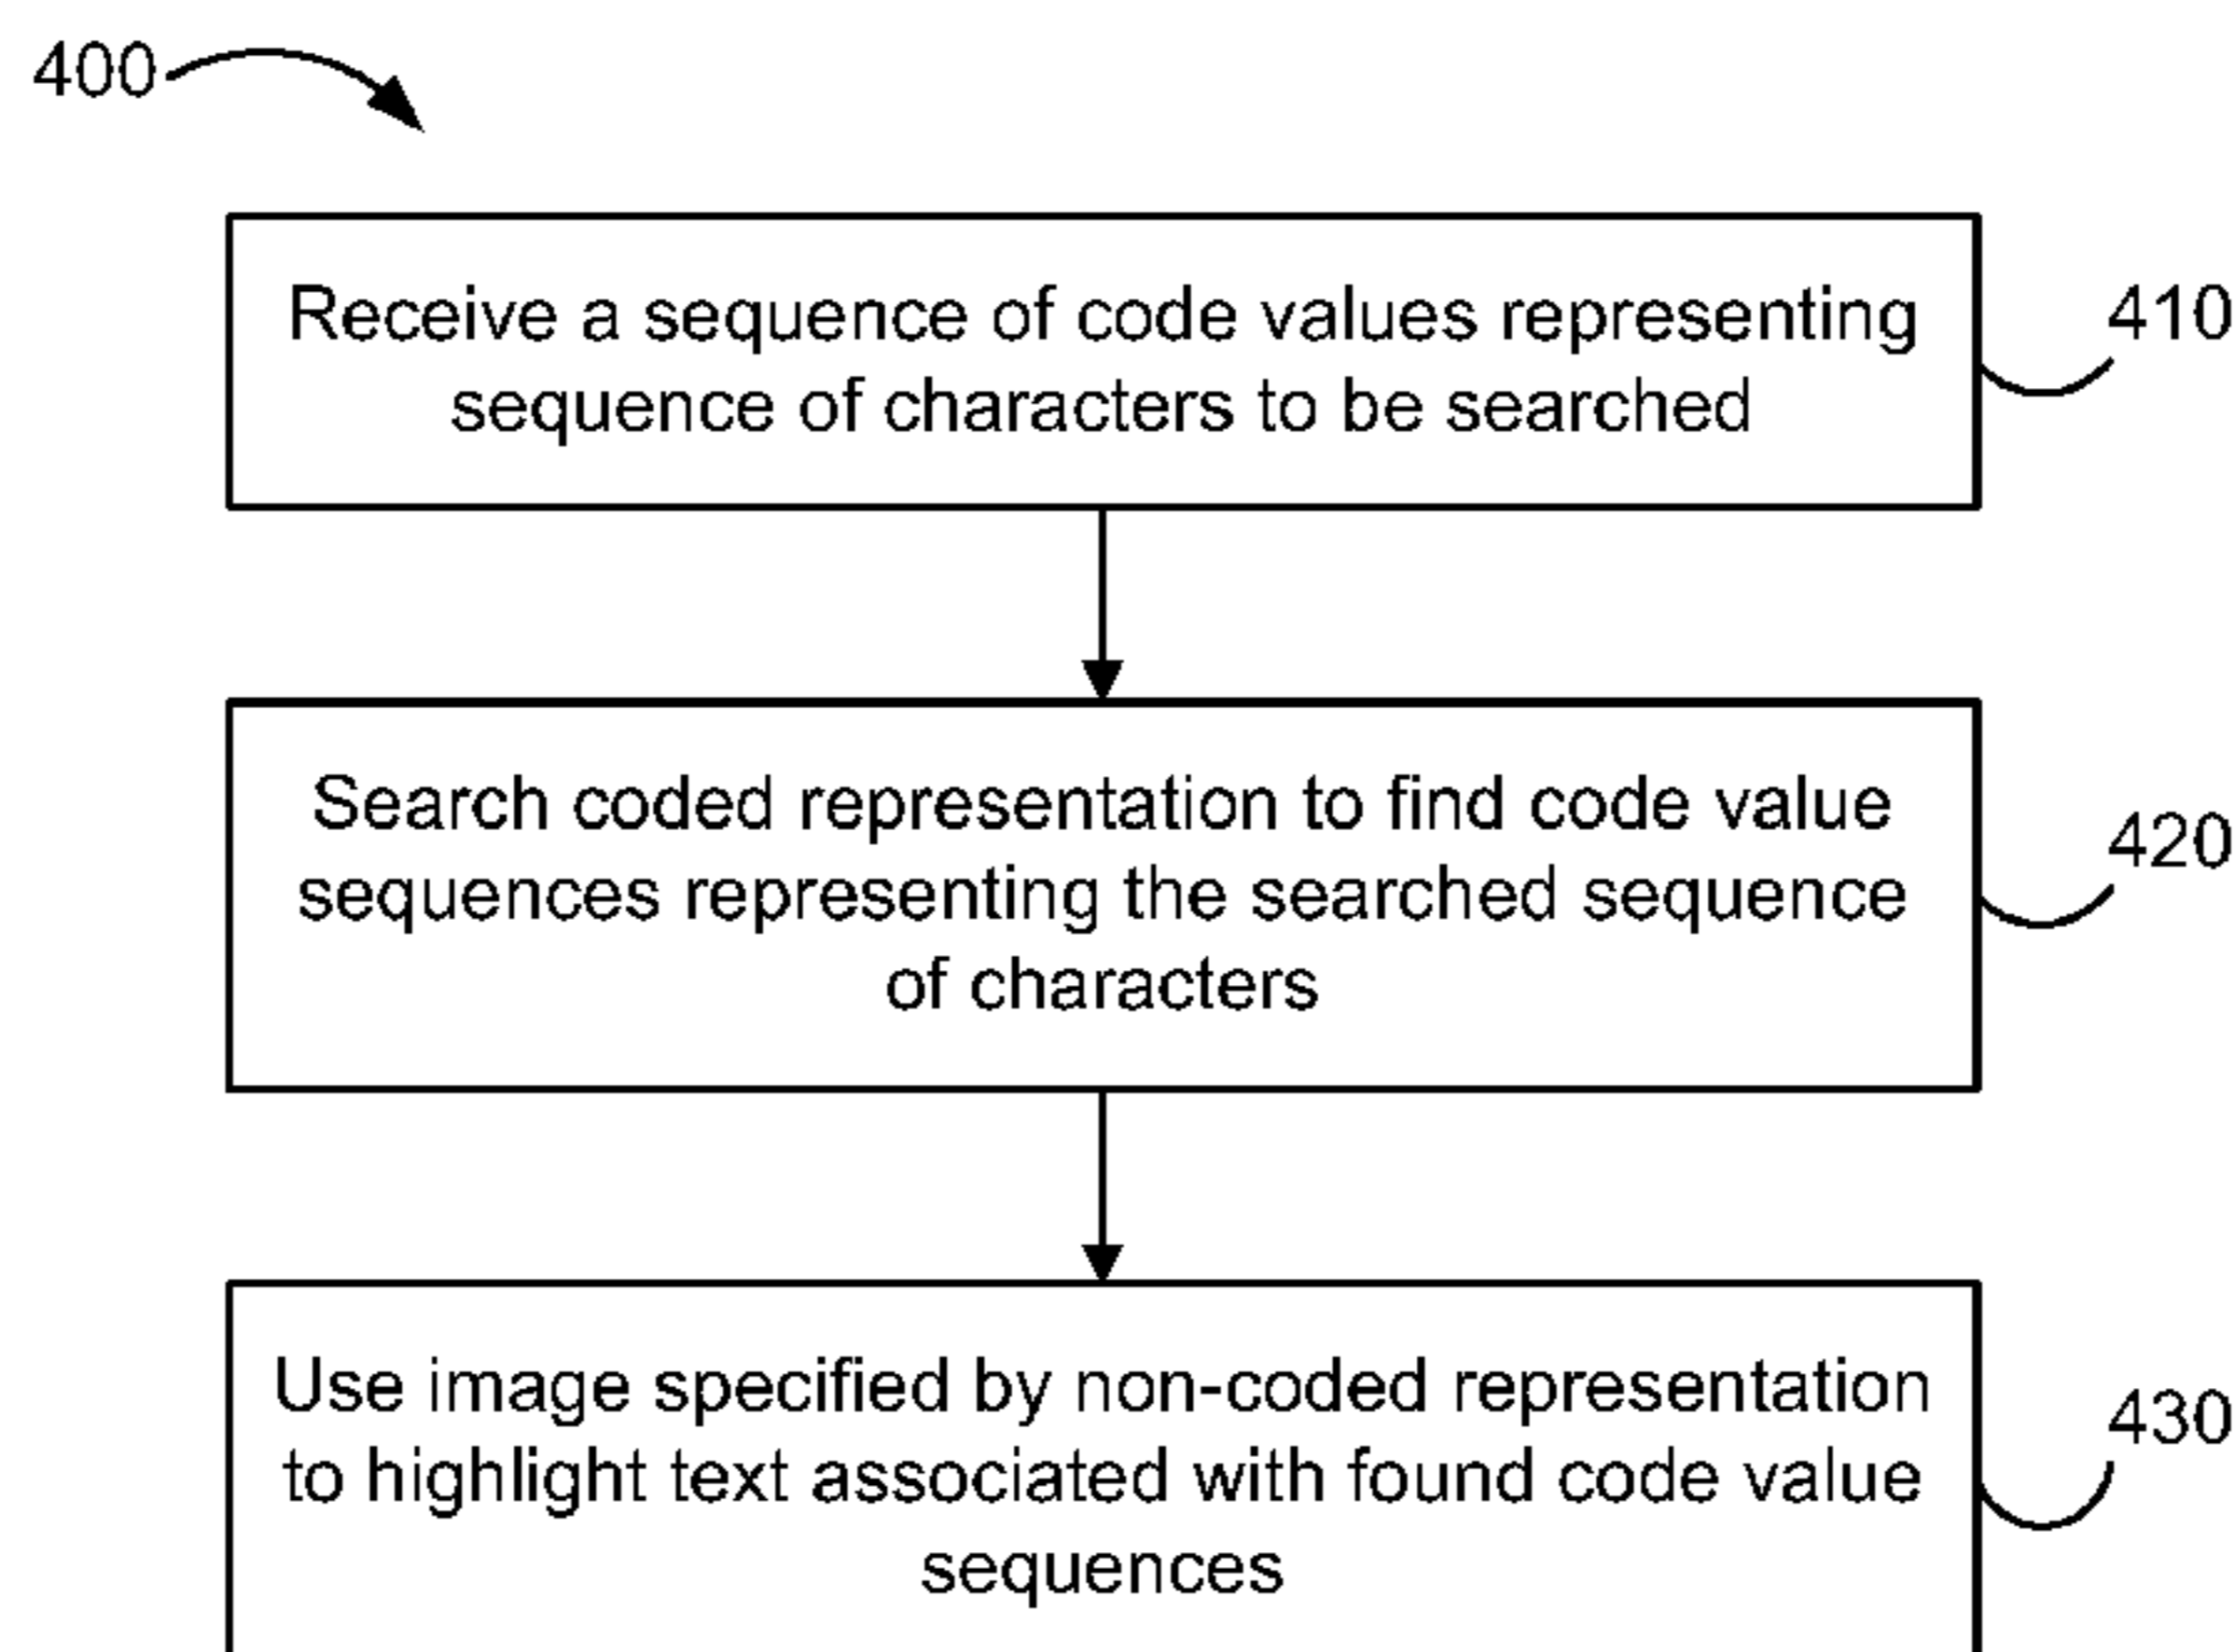 400
Receive a sequence of code values representing
sequence of characters to be searched
410
Search coded representation to find code value
sequences representing the searched sequence
of characters
420
Use image specified by non-coded representation
to highlight text associated with found code value
sequences
430